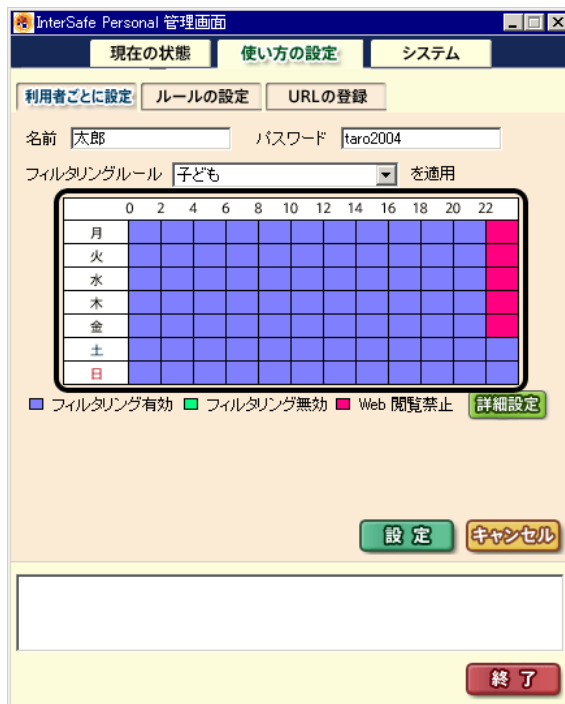 InterSafe Personal 管理画面
現在の状態 使い方の設定 システム
利用者ごとに設定 ルールの設定 URLの登録
名前 太郎 パスワード taro2004
フィルタリングルール 子ども を適用
0 2 4 6 8 10 12 14 16 18 20 22
月
火
水
木
金
土
日
フィルタリング有効 フィルタリング無効 Web 閲覧禁止 詳細設定
設 定 キャンセル
終 了